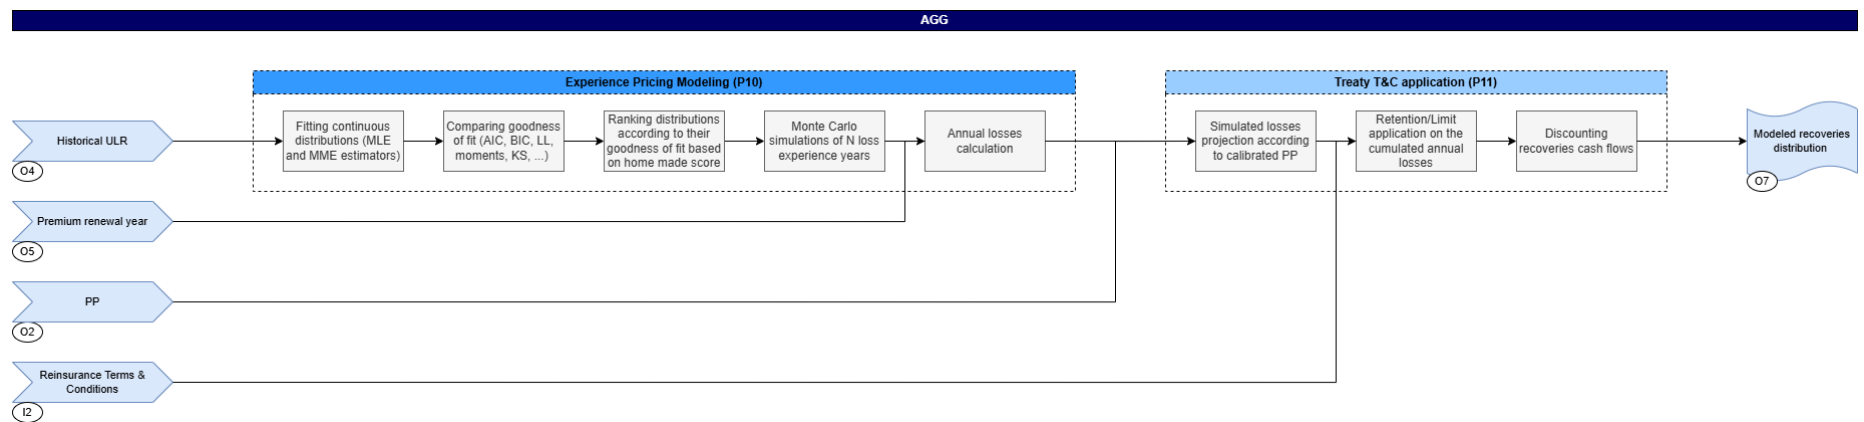 AGG
Experience Pricing Modeling (P10)
Treaty T&C application (P11)
Historical ULR
O4
Fitting continuous
distributions (MLE
and MME estimators)
Comparing goodness
of fit (AIC, BIC, LL,
moments, KS, ...)
Ranking distributions
according to their
goodness of fit based
on home made score
Monte Carlo
simulations of N loss
experience years
Annual losses
calculation
Simulated losses
projection according
to calibrated PP
Retention/Limit
application on the
cumulated annual
losses
Discounting
recoveries cash flows
Modeled recoveries
distribution
O7
Premium renewal year
O5
PP
O2
Reinsurance Terms &
Conditions
I2